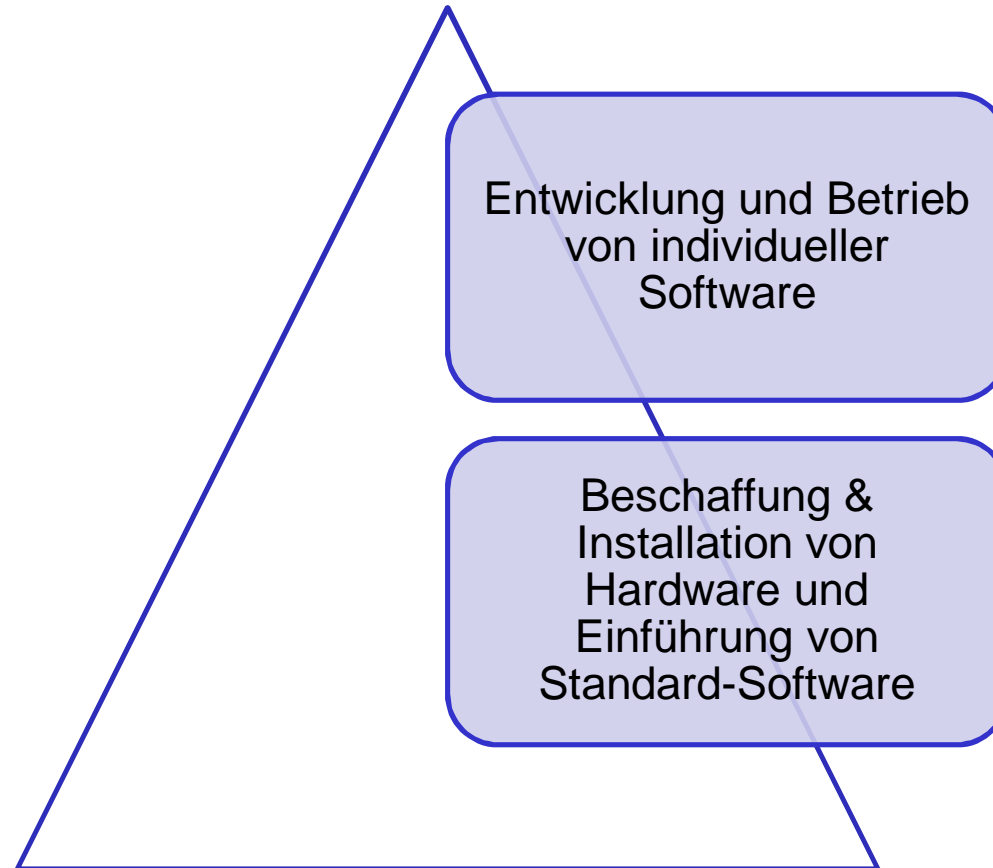 Entwicklung und Betrieb
von individueller
Software
Beschaffung &
Installation von
Hardware und
Einführung von
Standard-Software